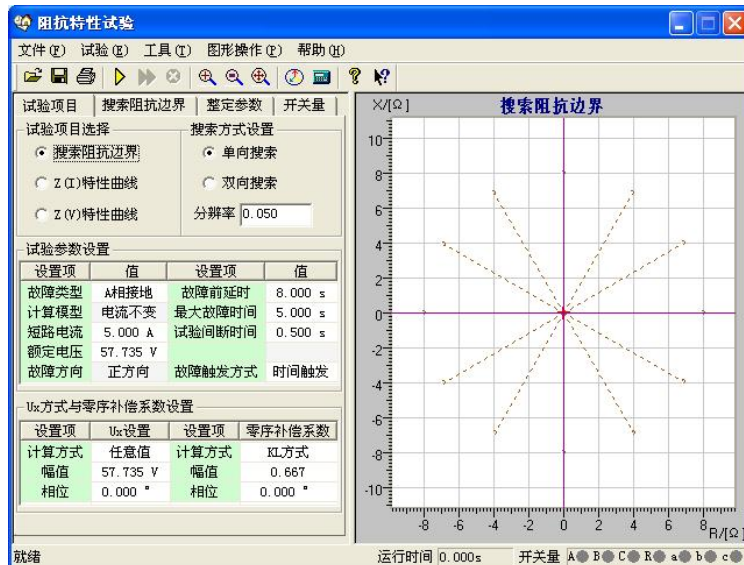 阻抗特性试验
文件(F) 试验(E) 工具(T) 图形操作(P) 帮助(H)
试验项目 搜索阻抗边界 整定参数 开关量
试验项目选择
搜索阻抗边界
Z(I)特性曲线
Z(V)特性曲线
搜索方式设置
单向搜索
双向搜索
分辨率 0.050
试验参数设置
设置项 值 设置项 值
故障类型 A相接地 故障前延时 8.000 s
计算模型 电流不变 最大故障时间 5.000 s
短路电流 5.000 A 试验间断时间 0.500 s
额定电压 57.735 V
故障方向 正方向 故障触发方式 时间触发
Ux方式与零序补偿系数设置
设置项 Ux设置 设置项 零序补偿系数
计算方式 任意值 计算方式 KL方式
幅值 57.735 V 幅值 0.667
相位 0.000 ° 相位 0.000 °
X/[Ω] 搜索阻抗边界
10
8
6
4
2
0
-2
-4
-6
-8
-10
-8 -6 -4 -2 0 2 4 6 8 R/[Ω]
就绪 运行时间 0.000s 开关量 A B C R a b c